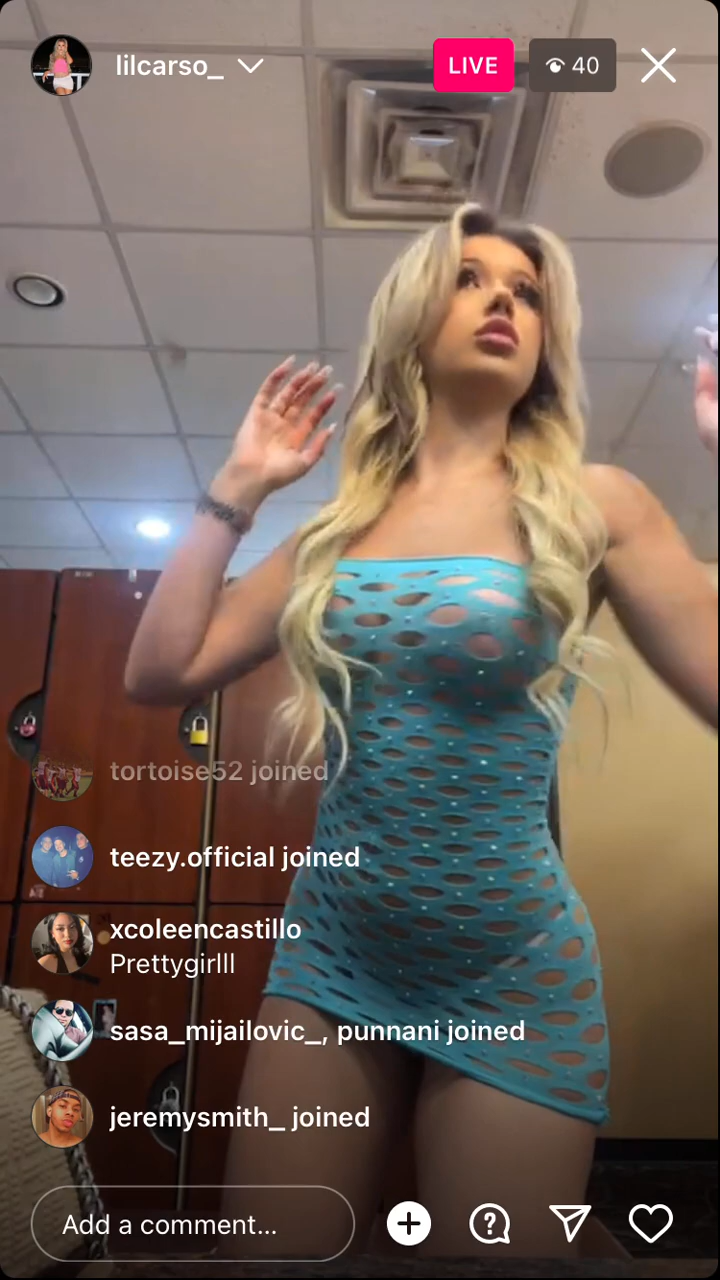 lilcarso_
LIVE
40
tortoise52 joined
teezy.official joined
xcoleencastillo
Prettygirlll
sasa_mijailovic_, punnani joined
jeremysmith_ joined
Add a comment...